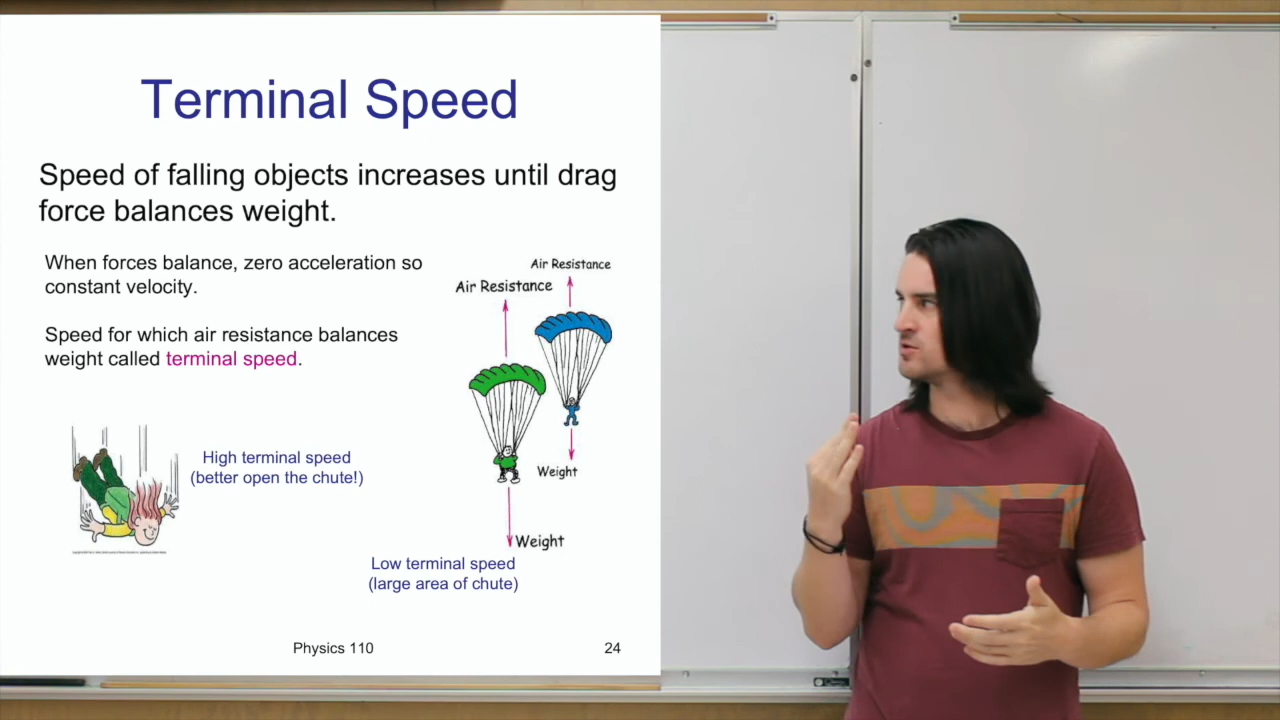 Terminal Speed
Speed of falling objects increases until drag
force balances weight.
When forces balance, zero acceleration so
constant velocity.
Speed for which air resistance balances
weight called terminal speed.
Air Resistance
Air Resistance
High terminal speed
(better open the chute!)
Weight
Weight
Low terminal speed
(large area of chute)
Physics 110
24